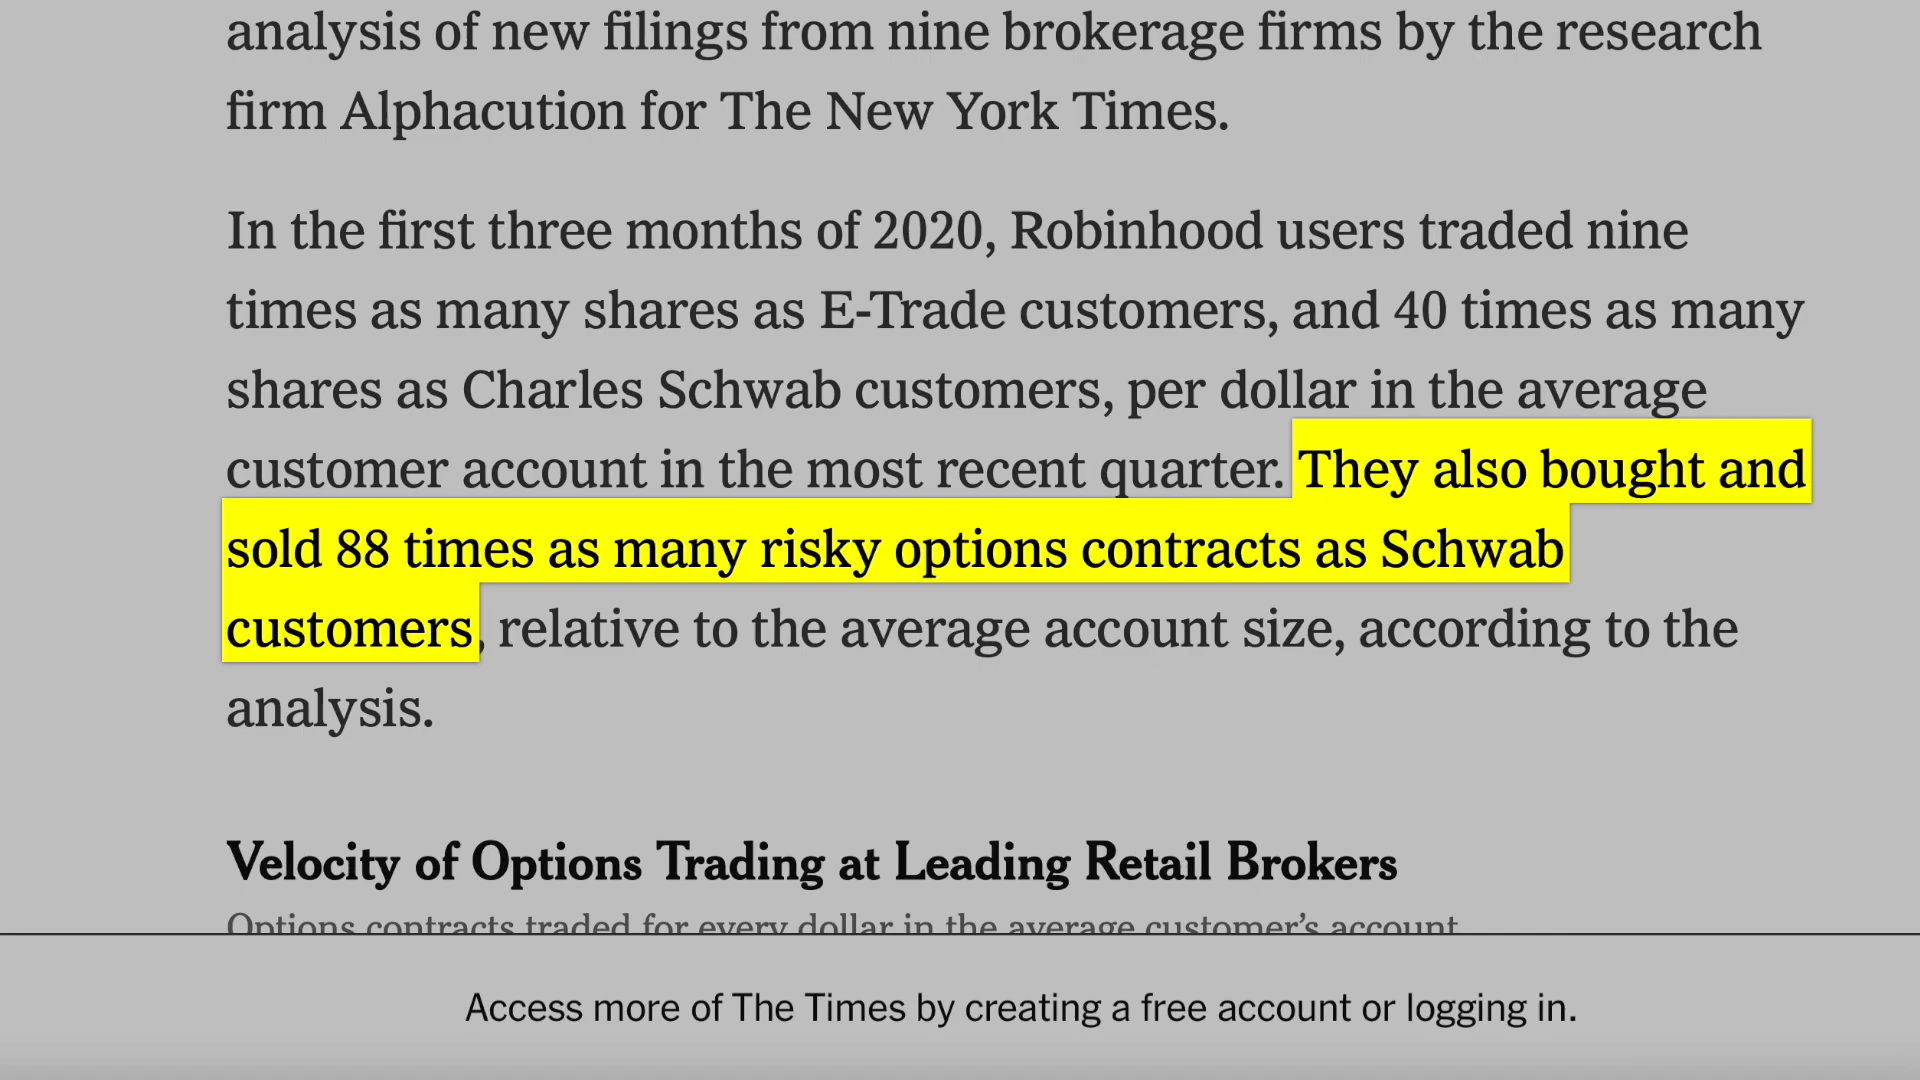 analysis of new filings from nine brokerage firms by the research
firm Alphacution for The New York Times.
In the first three months of 2020, Robinhood users traded nine
times as many shares as E-Trade customers, and 40 times as many
shares as Charles Schwab customers, per dollar in the average
customer account in the most recent quarter. They also bought and
sold 88 times as many risky options contracts as Schwab
customers, relative to the average account size, according to the
analysis.
Velocity of Options Trading at Leading Retail Brokers
Options contracts traded for every dollar in the average customer’s account
Access more of The Times by creating a free account or logging in.